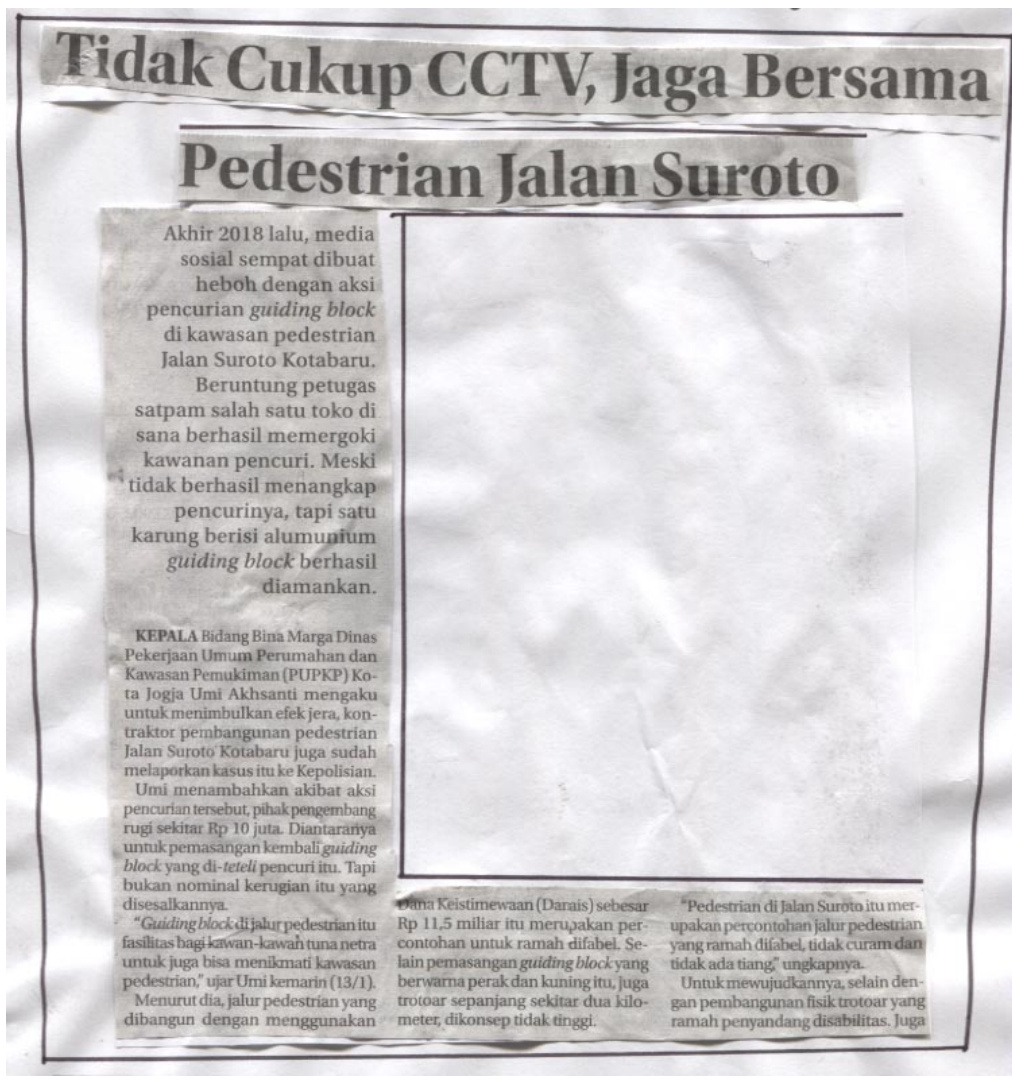 Tidak Cukup CCTV, Jaga Bersama
Pedestrian Jalan Suroto
Akhir 2018 lalu, media
sosial sempat dibuat
heboh dengan aksi
pencurian guiding block
di kawasan pedestrian
Jalan Suroto Kotabaru.
Beruntung petugas
satpam salah satu toko di
sana berhasil memergoki
kawanan pencuri. Meski
tidak berhasil menangkap
pencurinya, tapi satu
karung berisi alumunium
guiding block berhasil
diamankan.
KEPALA Bidang Bina Marga Dinas
Pekerjaan Umum Perumahan dan
Kawasan Pemukiman (PUPKP) Ko-
ta Jogja Umi Akhsanti mengaku
untuk menimbulkan efek jera, kon-
traktor pembangunan pedestrian
Jalan Suroto Kotabaru juga sudah
melaporkan kasus itu ke Kepolisian.
Umi menambahkan akibat aksi
pencurian tersebut, pihak pengembang
rugi sekitar Rp 10 juta. Diantaranya
untuk pemasangan kembali guiding
block yang di-teteli pencuri itu. Tapi
bukan nominal kerugian itu yang
disesalkannya.
"Guiding block di jalur pedestrian itu
fasilitas bagi kawan-kawan tuna netra
untuk juga bisa menikmati kawasan
pedestrian," ujar Umi kemarin (13/1).
Menurut dia, jalur pedestrian yang
dibangun dengan menggunakan
Dana Keistimewaan (Darais) sebesar
Rp 11,5 miliar itu merupakan per-
contohan untuk ramah difabel. Se-
lain pemasangan guiding block yang
berwarna perak dan kuning itu, juga
trotoar sepanjang sekitar dua kilo-
meter, dikonsep tidak tinggi.
"Pedestrian di Jalan Suroto itu mer-
upakan percontohan jalur pedestrian
yang ramah difabel, tidak curam dan
tidak ada tiang," ungkapnya.
Untuk mewujudkannya, selain den-
gan pembangunan fisik trotoar yang
ramah penyandang disabilitas. Juga